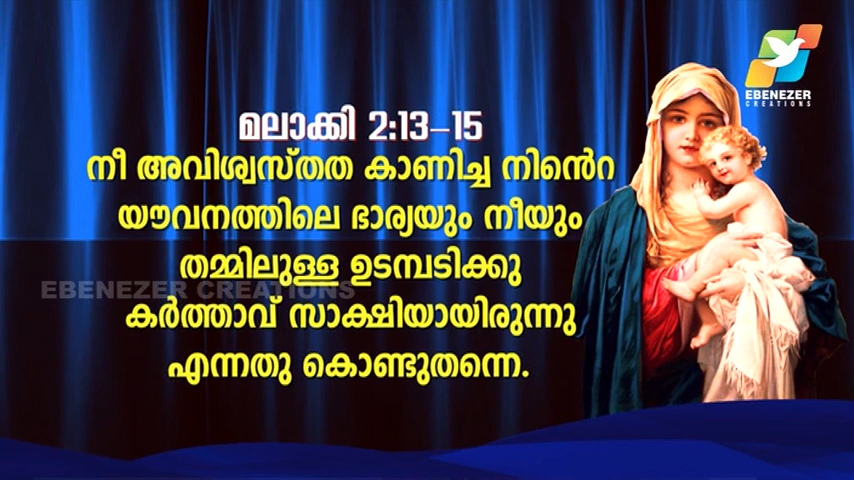 EBENEZER
CREATIONS
മലാക്കി 2:13-15
നീ അവിശ്വസ്തത കാണിച്ച നിൻെറ
യൗവനത്തിലെ ഭാര്യയും നീയും
തമ്മിലുള്ള ഉടമ്പടിക്കു
EBENEZER CREATIONS
കർത്താവ് സാക്ഷിയായിരുന്നു
എന്നതു കൊണ്ടുതന്നെ.